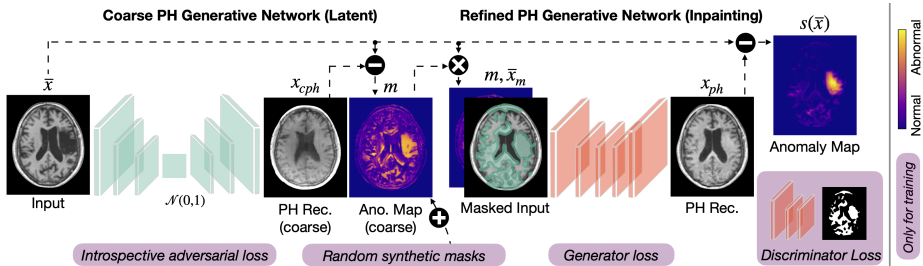 Coarse PH Generative Network (Latent)
Refined PH Generative Network (Inpainting)
s(x̄)
x̄
x_cph
m
m, x̄_m
x_ph
Abnormal
Normal
𝒩(0,1)
Input
PH Rec.
(coarse)
Ano. Map
(coarse)
Masked Input
PH Rec.
Anomaly Map
Introspective adversarial loss
Random synthetic masks
Generator loss
Discriminator Loss
Only for training